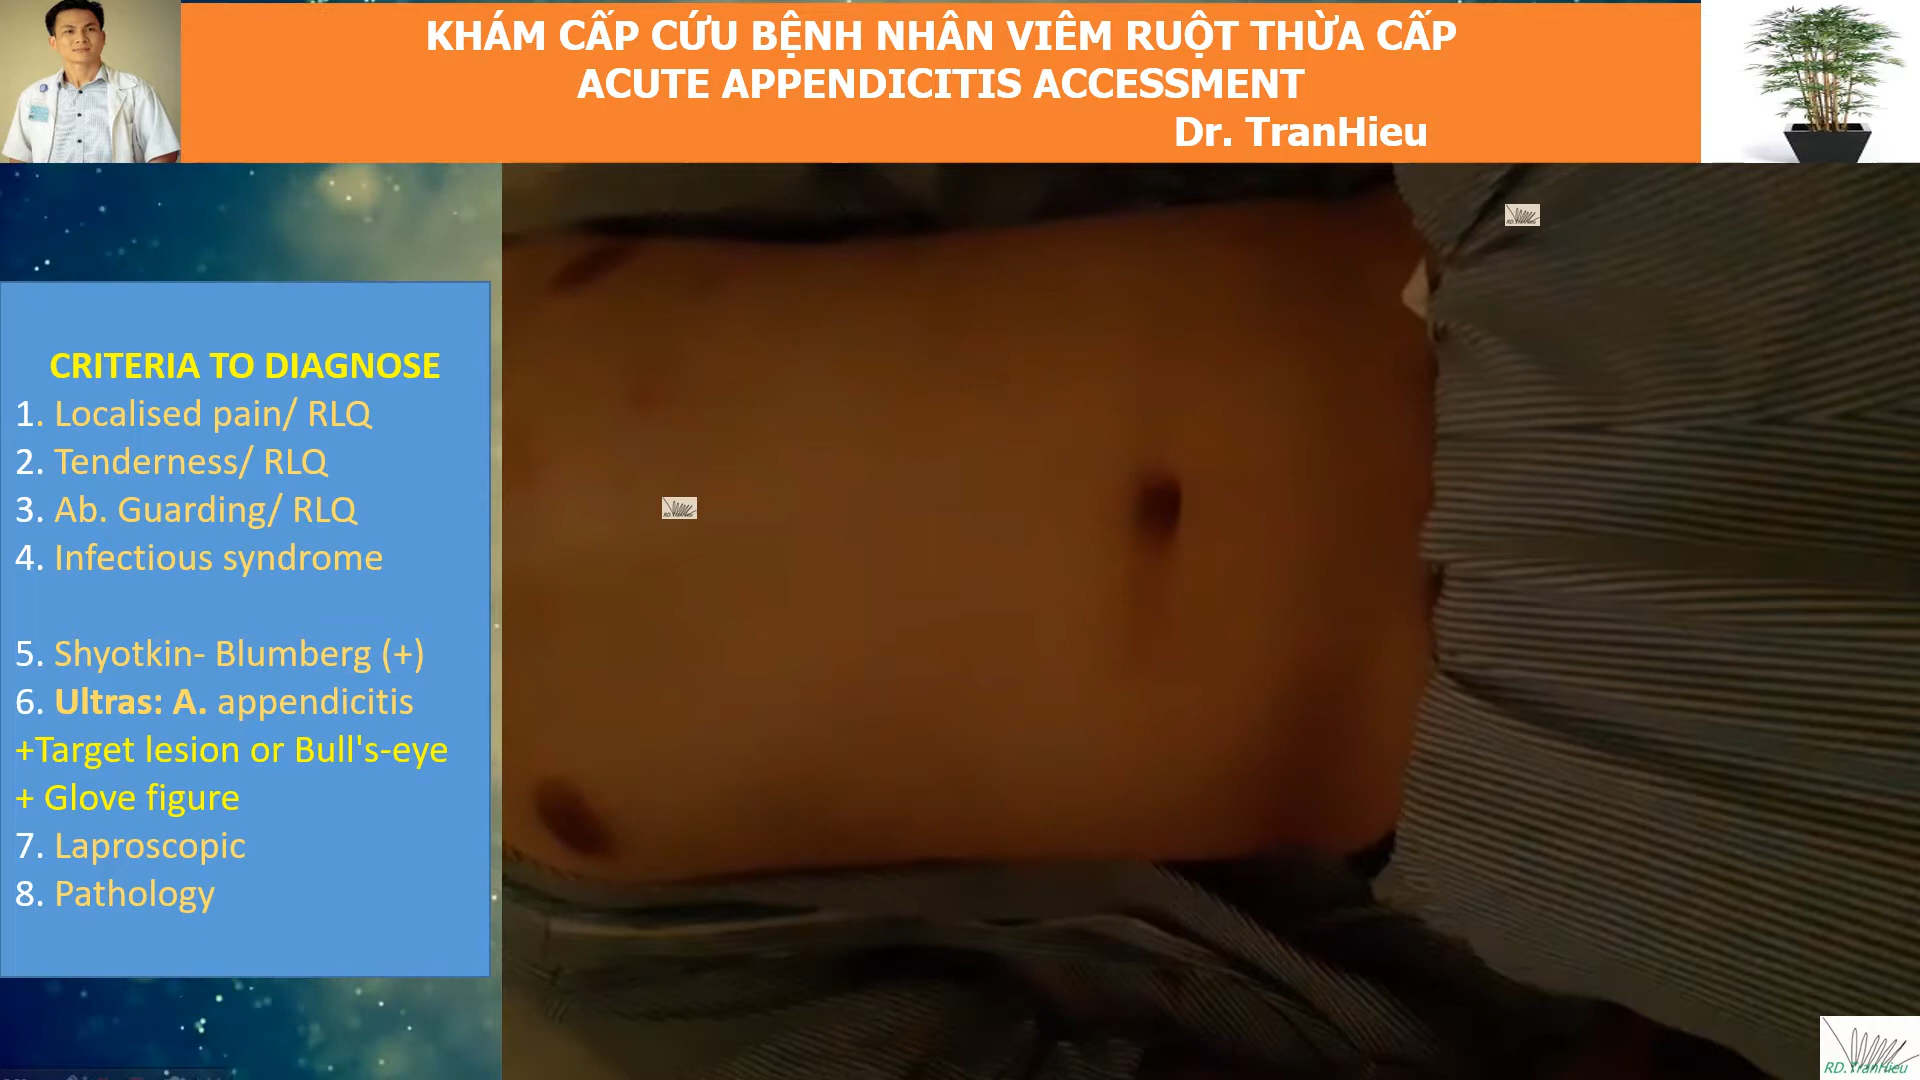 KHÁM CẤP CỨU BỆNH NHÂN VIÊM RUỘT THỪA CẤP
ACUTE APPENDICITIS ACCESSMENT
Dr. TranHieu
CRITERIA TO DIAGNOSE
1. Localised pain/ RLQ
2. Tenderness/ RLQ
3. Ab. Guarding/ RLQ
4. Infectious syndrome
5. Shyotkin- Blumberg (+)
6. Ultras: A. appendicitis
+Target lesion or Bull's-eye
+ Glove figure
7. Laproscopic
8. Pathology
RD.TranHieu